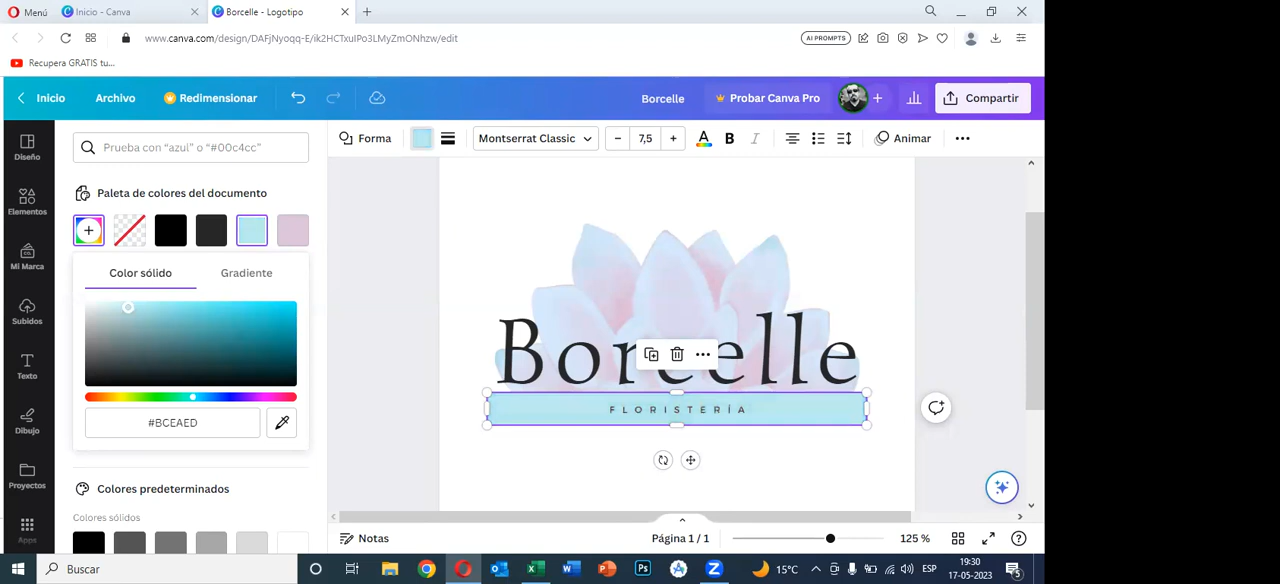 Menú
Inicio - Canva
Borcelle - Logotipo
www.canva.com/design/DAFjNyoqq-E/ik2HCTxuIPo3LMyZmONhzw/edit
AI PROMPTS
Recupera GRATIS tu...
Inicio
Archivo
Redimensionar
Borcelle
Probar Canva Pro
Compartir
Diseño
Elementos
Mi Marca
Subidos
Texto
Dibujo
Proyectos
Apps
Prueba con “azul” o “#00c4cc”
Forma
Montserrat Classic
7,5
A
B
I
Animar
Paleta de colores del documento
Color sólido
Gradiente
#BCEAED
Colores predeterminados
Colores sólidos
Borcelle
FLORISTERÍA
Notas
Página 1 / 1
125 %
Buscar
15°C
ESP
19:30
17-05-2023
5